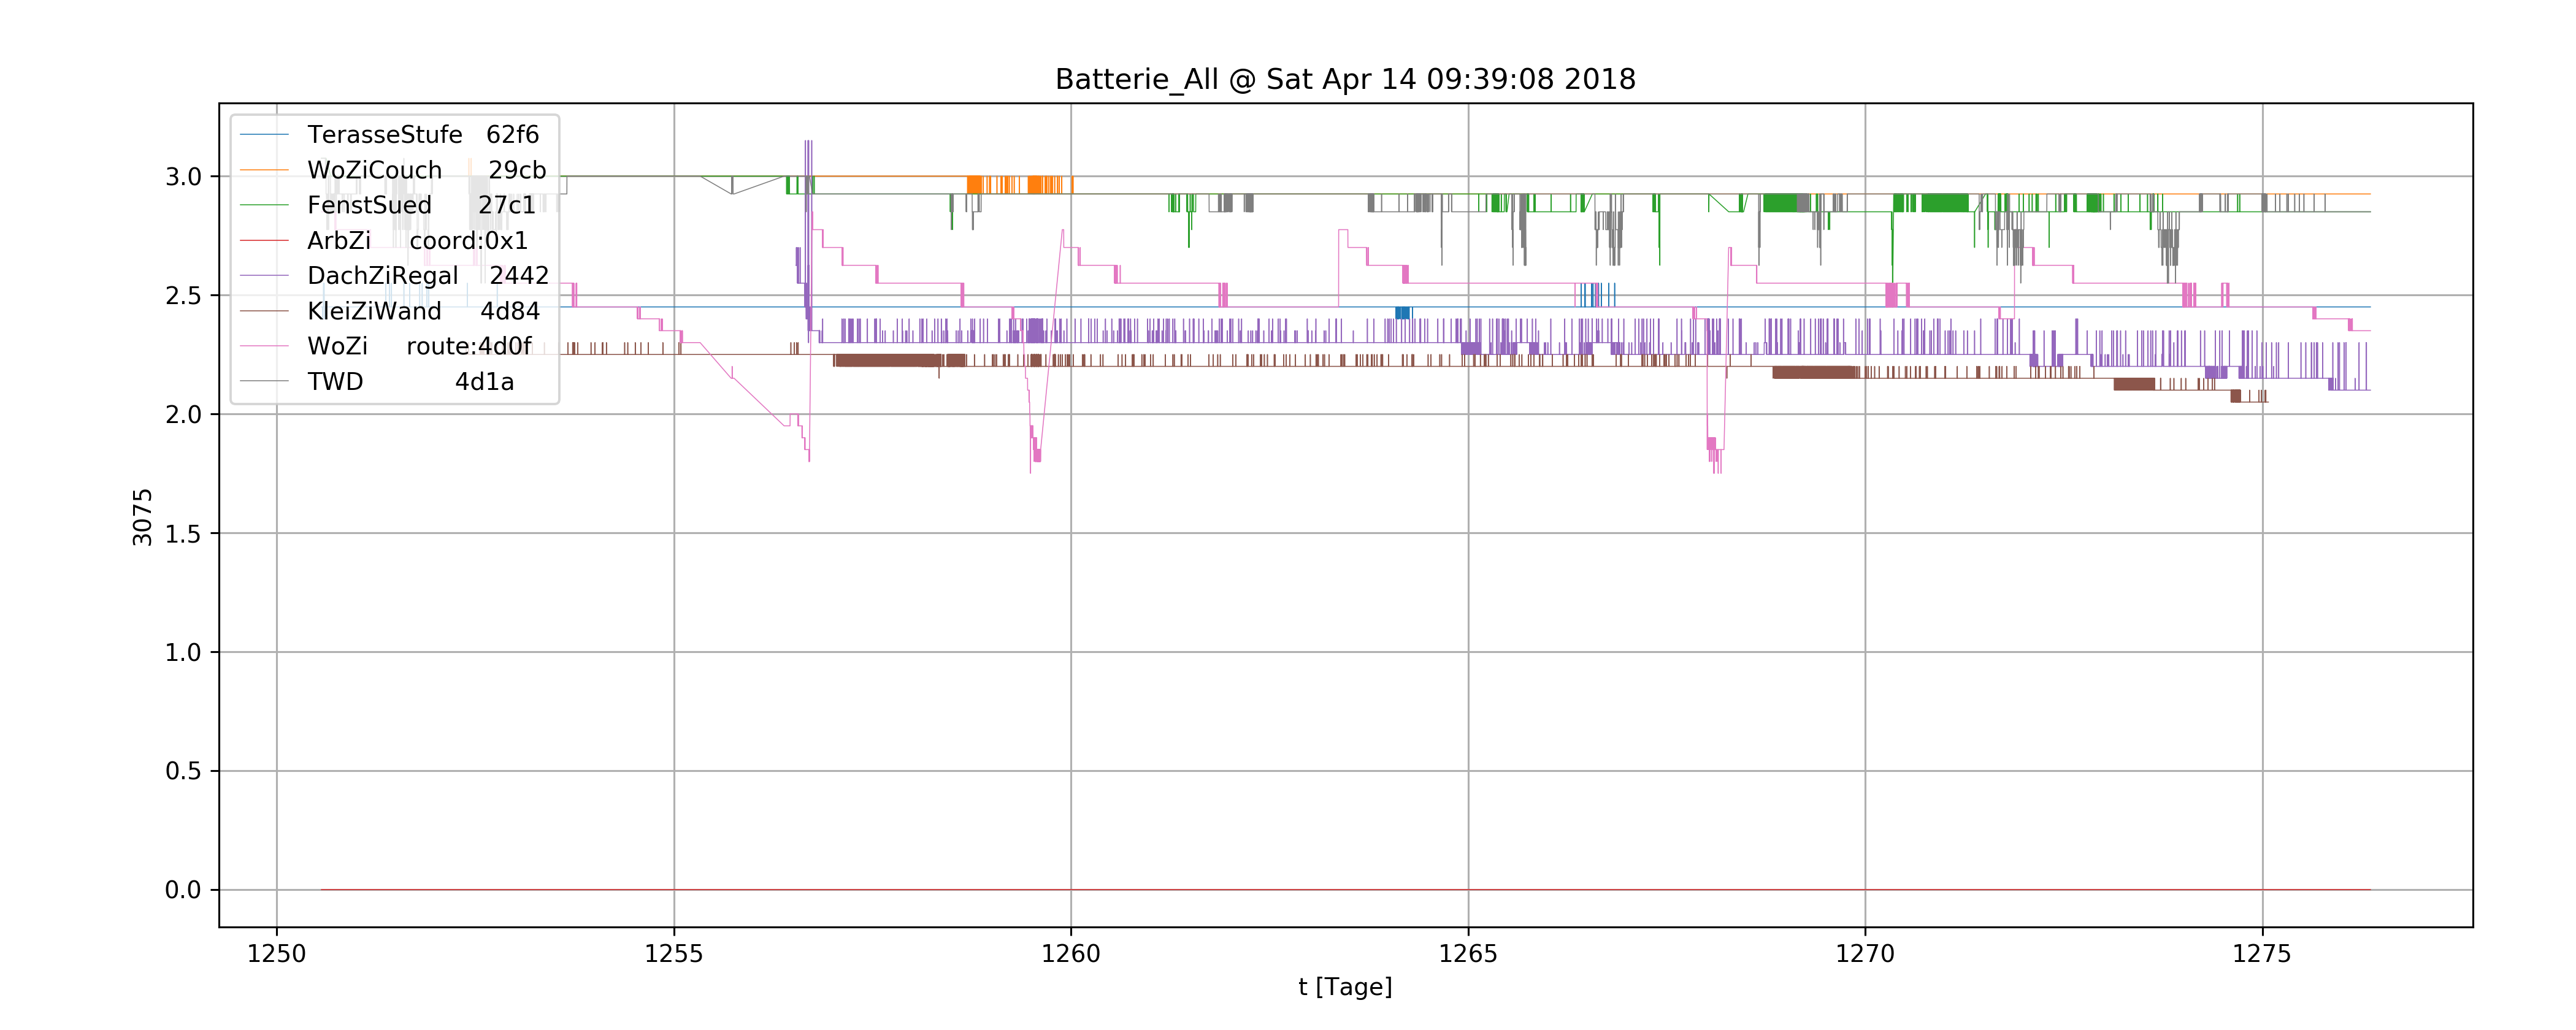 Batterie_All @ Sat Apr 14 09:39:08 2018
TerasseStufe 62f6
WoZiCouch 29cb
FenstSued 27c1
ArbZi coord:0x1
DachZiRegal 2442
KleiZiWand 4d84
WoZi route:4d0f
TWD 4d1a
3.0
2.5
2.0
1.5
1.0
0.5
0.0
3075
1250 1255 1260 1265 1270 1275
t [Tage]